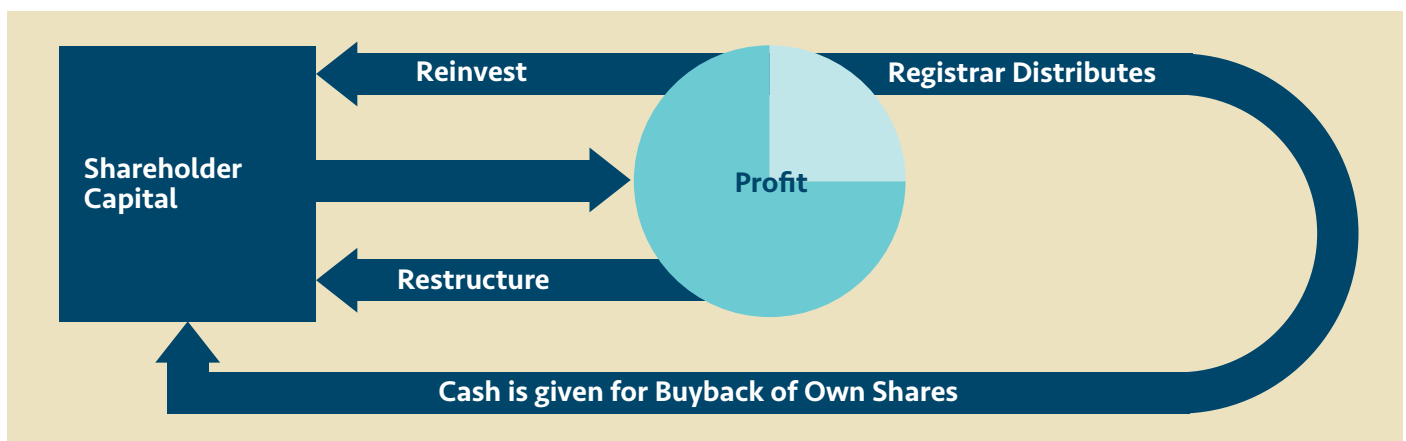 Reinvest
Registrar Distributes
Shareholder
Capital
Profit
Restructure
Cash is given for Buyback of Own Shares